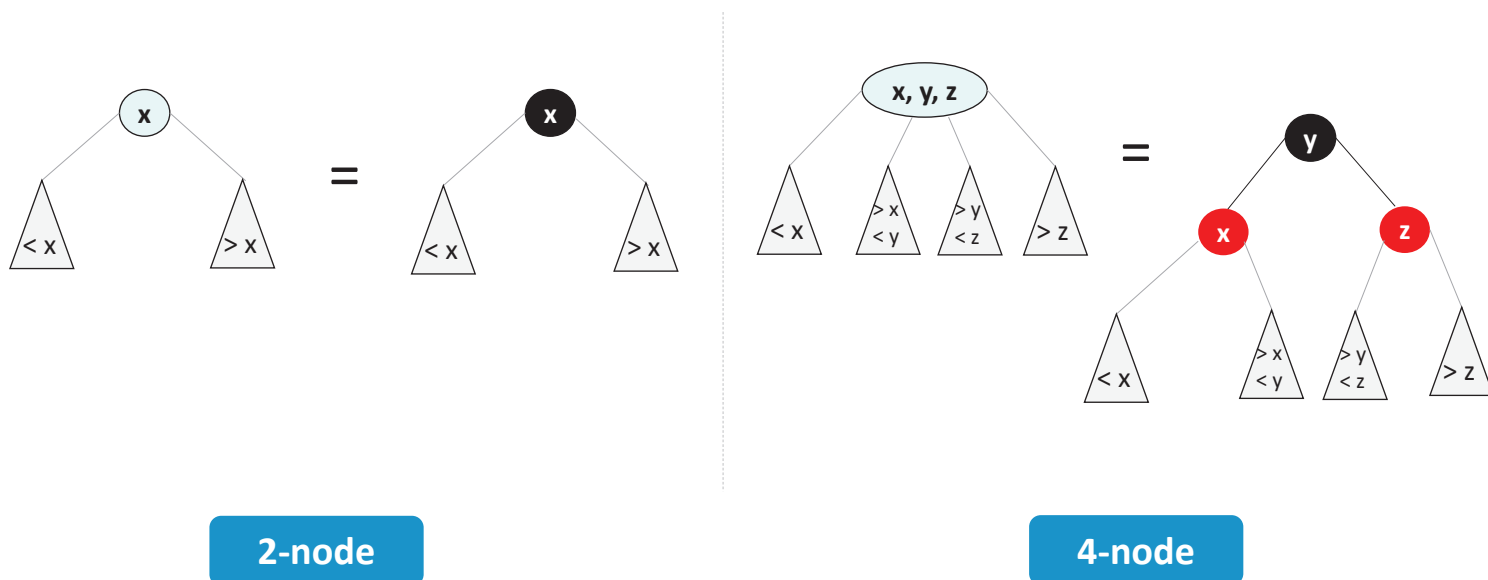 x
< x
> x
=
x
< x
> x
2-node
x, y, z
< x
> x
< y
> y
< z
> z
=
y
x
z
< x
> x
< y
> y
< z
> z
4-node